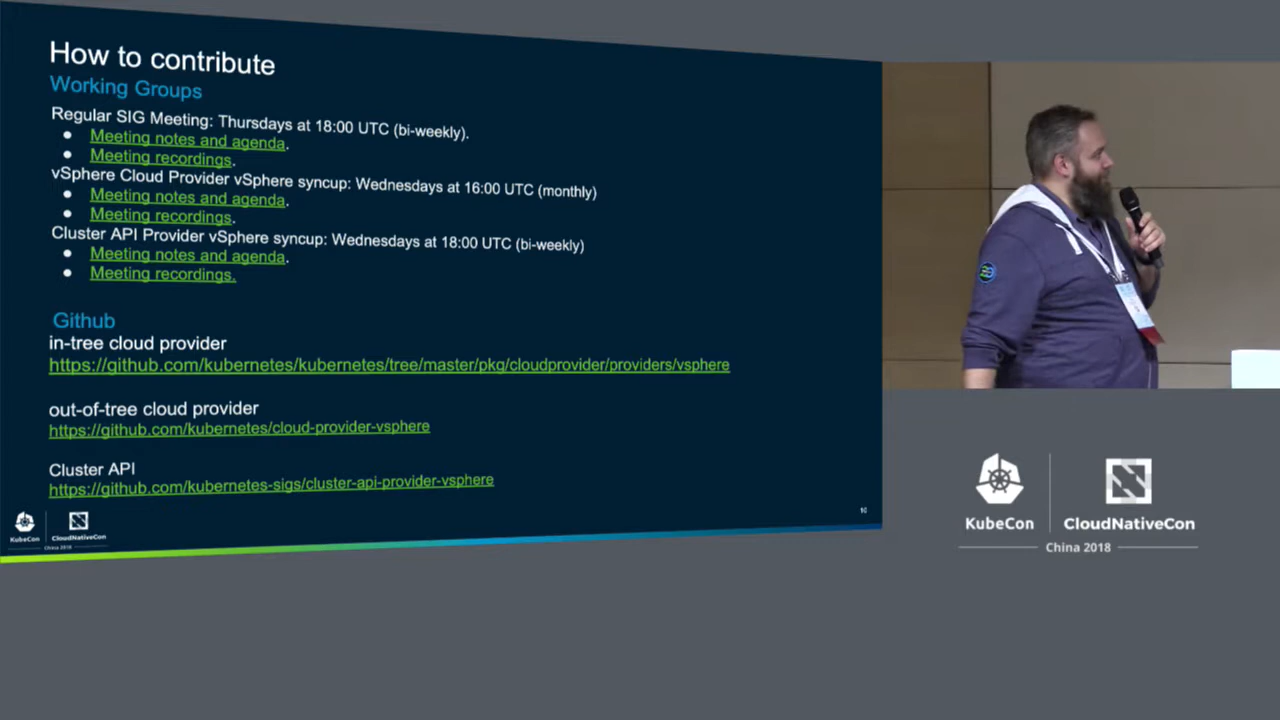 How to contribute
Working Groups
Regular SIG Meeting: Thursdays at 18:00 UTC (bi-weekly).
● Meeting notes and agenda.
● Meeting recordings.
vSphere Cloud Provider vSphere syncup: Wednesdays at 16:00 UTC (monthly)
● Meeting notes and agenda.
● Meeting recordings.
Cluster API Provider vSphere syncup: Wednesdays at 18:00 UTC (bi-weekly)
● Meeting notes and agenda.
● Meeting recordings.
Github
in-tree cloud provider
https://github.com/kubernetes/kubernetes/tree/master/pkg/cloudprovider/providers/vsphere
out-of-tree cloud provider
https://github.com/kubernetes/cloud-provider-vsphere
Cluster API
https://github.com/kubernetes-sigs/cluster-api-provider-vsphere
KubeCon CloudNativeCon
China 2018
10
KubeCon CloudNativeCon
China 2018